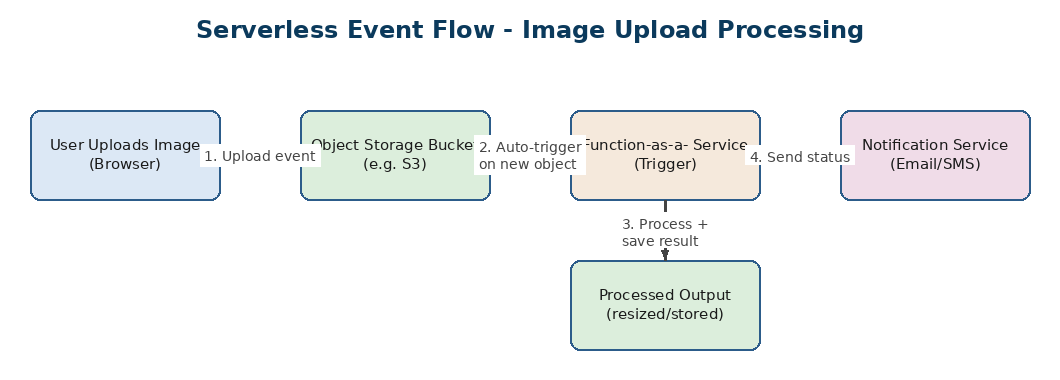 Serverless Event Flow - Image Upload Processing
User Uploads Image
(Browser)
1. Upload event
Object Storage Bucket
(e.g. S3)
2. Auto-trigger
on new object
Function-as-a- Service
(Trigger)
4. Send status
Notification Service
(Email/SMS)
3. Process +
save result
Processed Output
(resized/stored)